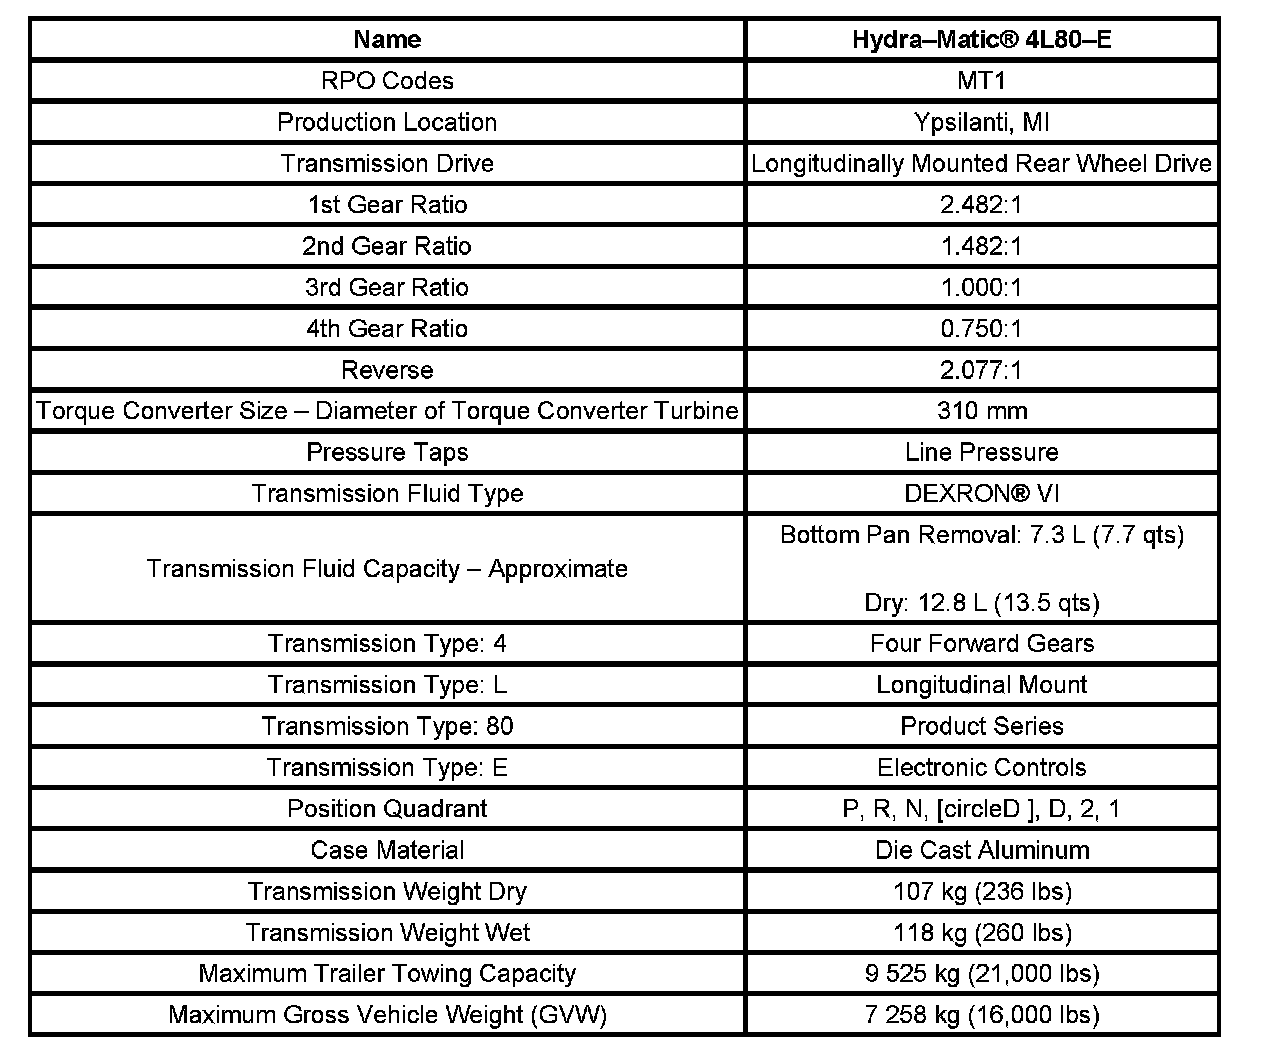 Name Hydra–Matic® 4L80–E
RPO Codes MT1
Production Location Ypsilanti, MI
Transmission Drive Longitudinally Mounted Rear Wheel Drive
1st Gear Ratio 2.482:1
2nd Gear Ratio 1.482:1
3rd Gear Ratio 1.000:1
4th Gear Ratio 0.750:1
Reverse 2.077:1
Torque Converter Size – Diameter of Torque Converter Turbine 310 mm
Pressure Taps Line Pressure
Transmission Fluid Type DEXRON® VI
Transmission Fluid Capacity – Approximate
Bottom Pan Removal: 7.3 L (7.7 qts)
Dry: 12.8 L (13.5 qts)
Transmission Type: 4 Four Forward Gears
Transmission Type: L Longitudinal Mount
Transmission Type: 80 Product Series
Transmission Type: E Electronic Controls
Position Quadrant P, R, N, [circleD ], D, 2, 1
Case Material Die Cast Aluminum
Transmission Weight Dry 107 kg (236 lbs)
Transmission Weight Wet 118 kg (260 lbs)
Maximum Trailer Towing Capacity 9 525 kg (21,000 lbs)
Maximum Gross Vehicle Weight (GVW) 7 258 kg (16,000 lbs)